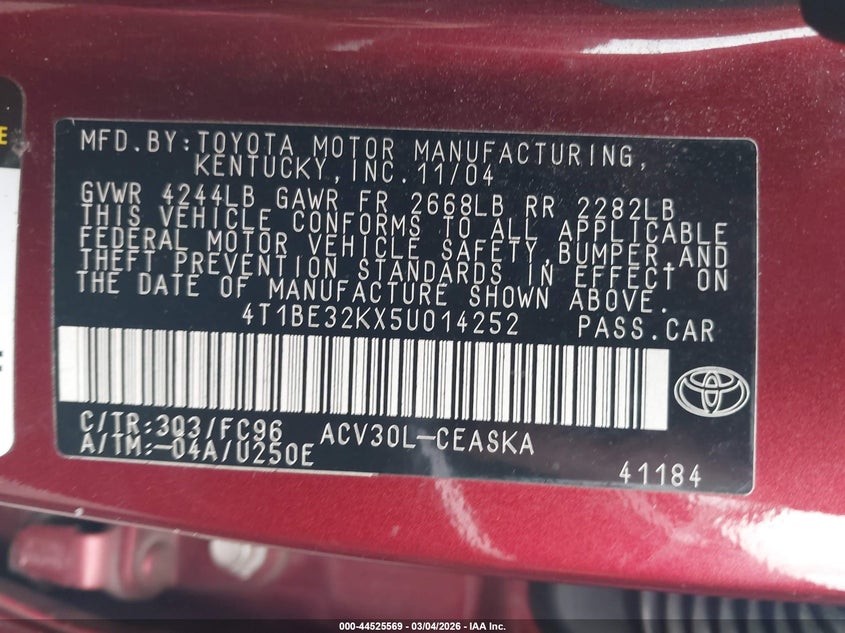 MFD.BY:TOYOTA MOTOR MANUFACTURING,
KENTUCKY,INC.11/04
GVWR 4244LB GAWR FR 2668LB RR 2282LB
THIS VEHICLE CONFORMS TO ALL APPLICABLE
FEDERAL MOTOR VEHICLE SAFETY,BUMPER,AND
THEFT PREVENTION STANDARDS IN EFFECT ON
THE DATE OF MANUFACTURE SHOWN ABOVE.
4T1BE32KX5U014252 PASS.CAR
C/TR:3Q3/FC96 ACV30L-CEASKA
A/TM:-04A/U250E
41184
000-44525569 | 03/04/2026 | IAA Inc.